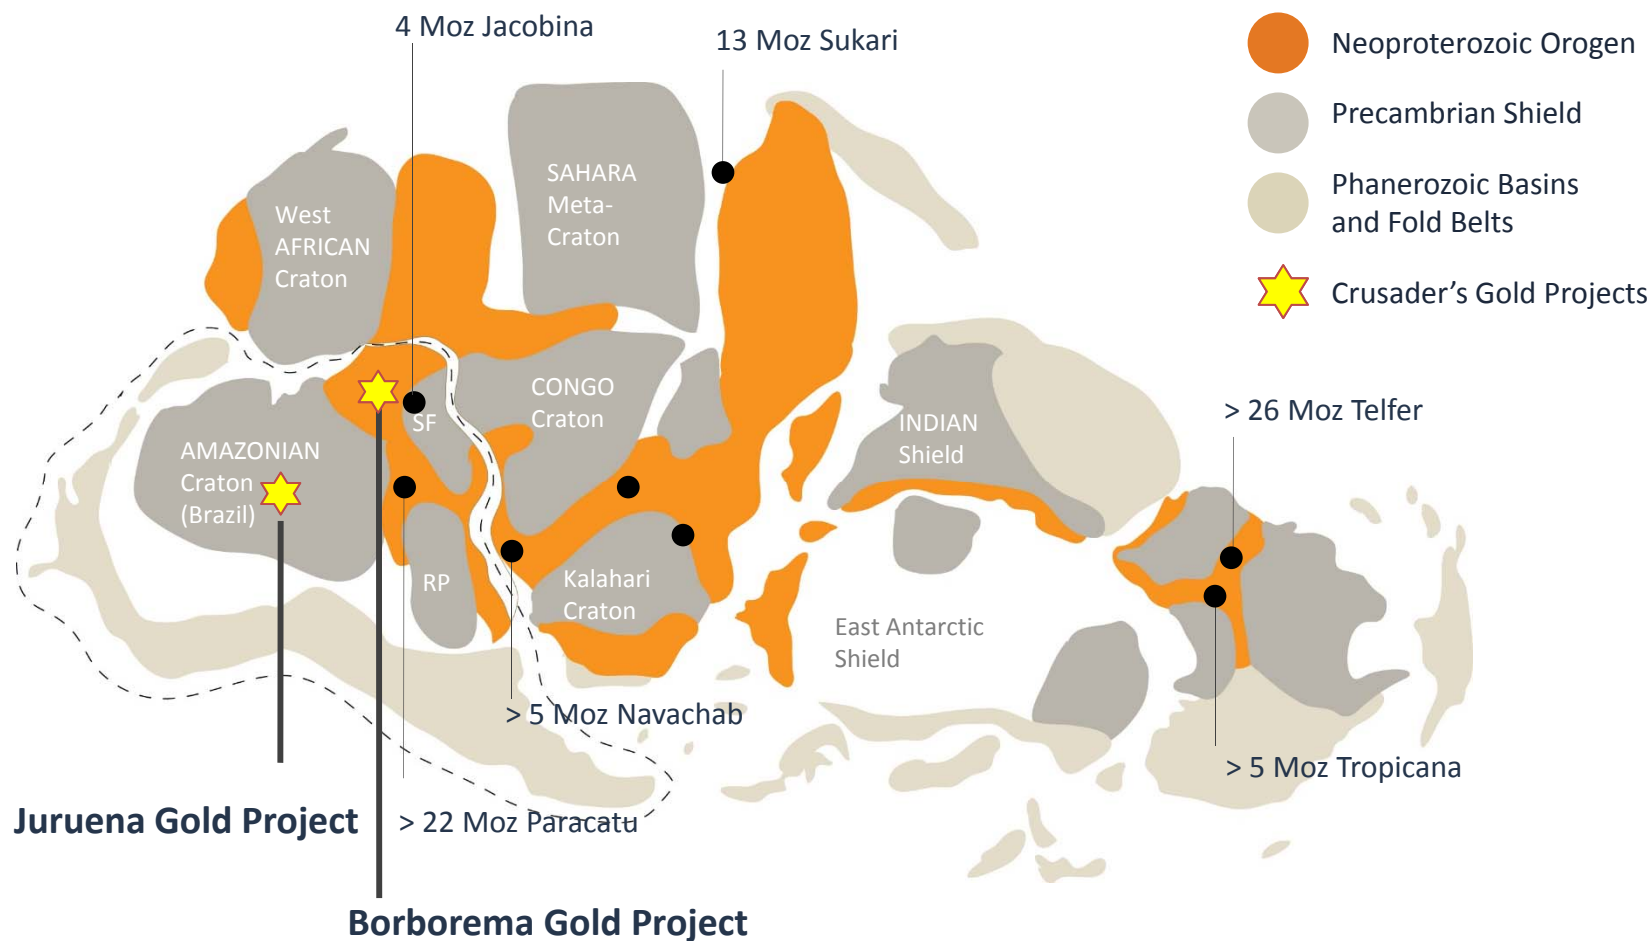 4 Moz Jacobina
13 Moz Sukari
Neoproterozoic Orogen
Precambrian Shield
Phanerozoic Basins
and Fold Belts
Crusader’s Gold Projects
SAHARA
Meta-
Craton
West
AFRICAN
Craton
CONGO
Craton
SF
AMAZONIAN
Craton
(Brazil)
INDIAN
Shield
> 26 Moz Telfer
RP
Kalahari
Craton
East Antarctic
Shield
> 5 Moz Navachab
> 5 Moz Tropicana
Juruena Gold Project
> 22 Moz Paracatu
Borborema Gold Project